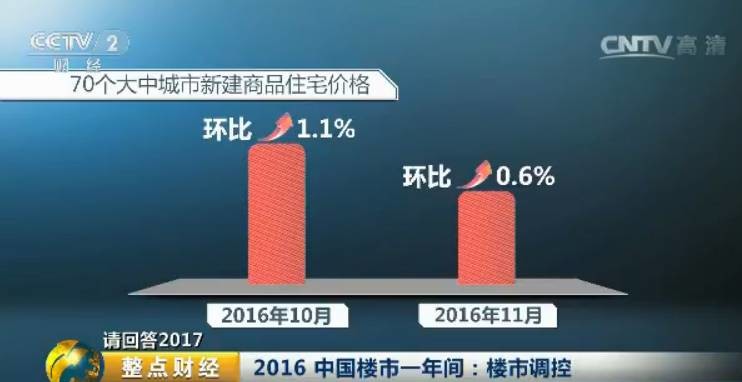 CCTV 2
财 经
CNTV高清
70个大中城市新建商品住宅价格
环比 1.1%
环比 0.6%
2016年10月
2016年11月
请回答2017
整点财经
2016 中国楼市一年间：楼市调控